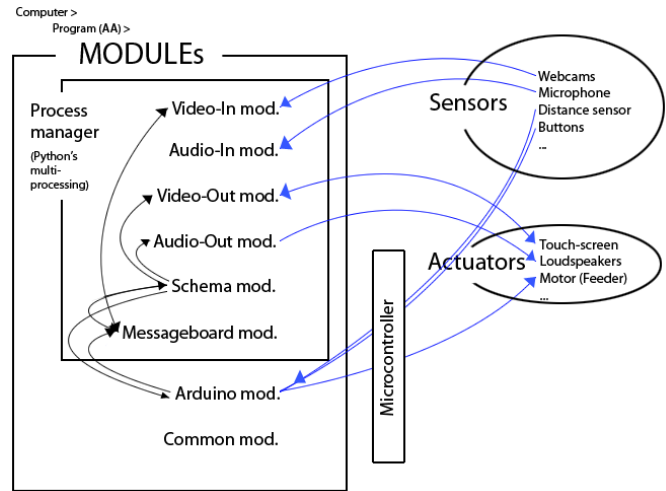 Computer >
Program (AA) >
MODULEs
Process
manager
(Python's
multi-
processing)
Video-In mod.
Audio-In mod.
Video-Out mod.
Audio-Out mod.
Schema mod.
Messageboard mod.
Arduino mod.
Common mod.
Microcontroller
Sensors
Webcams
Microphone
Distance sensor
Buttons
...
Actuators
Touch-screen
Loudspeakers
Motor (Feeder)
...